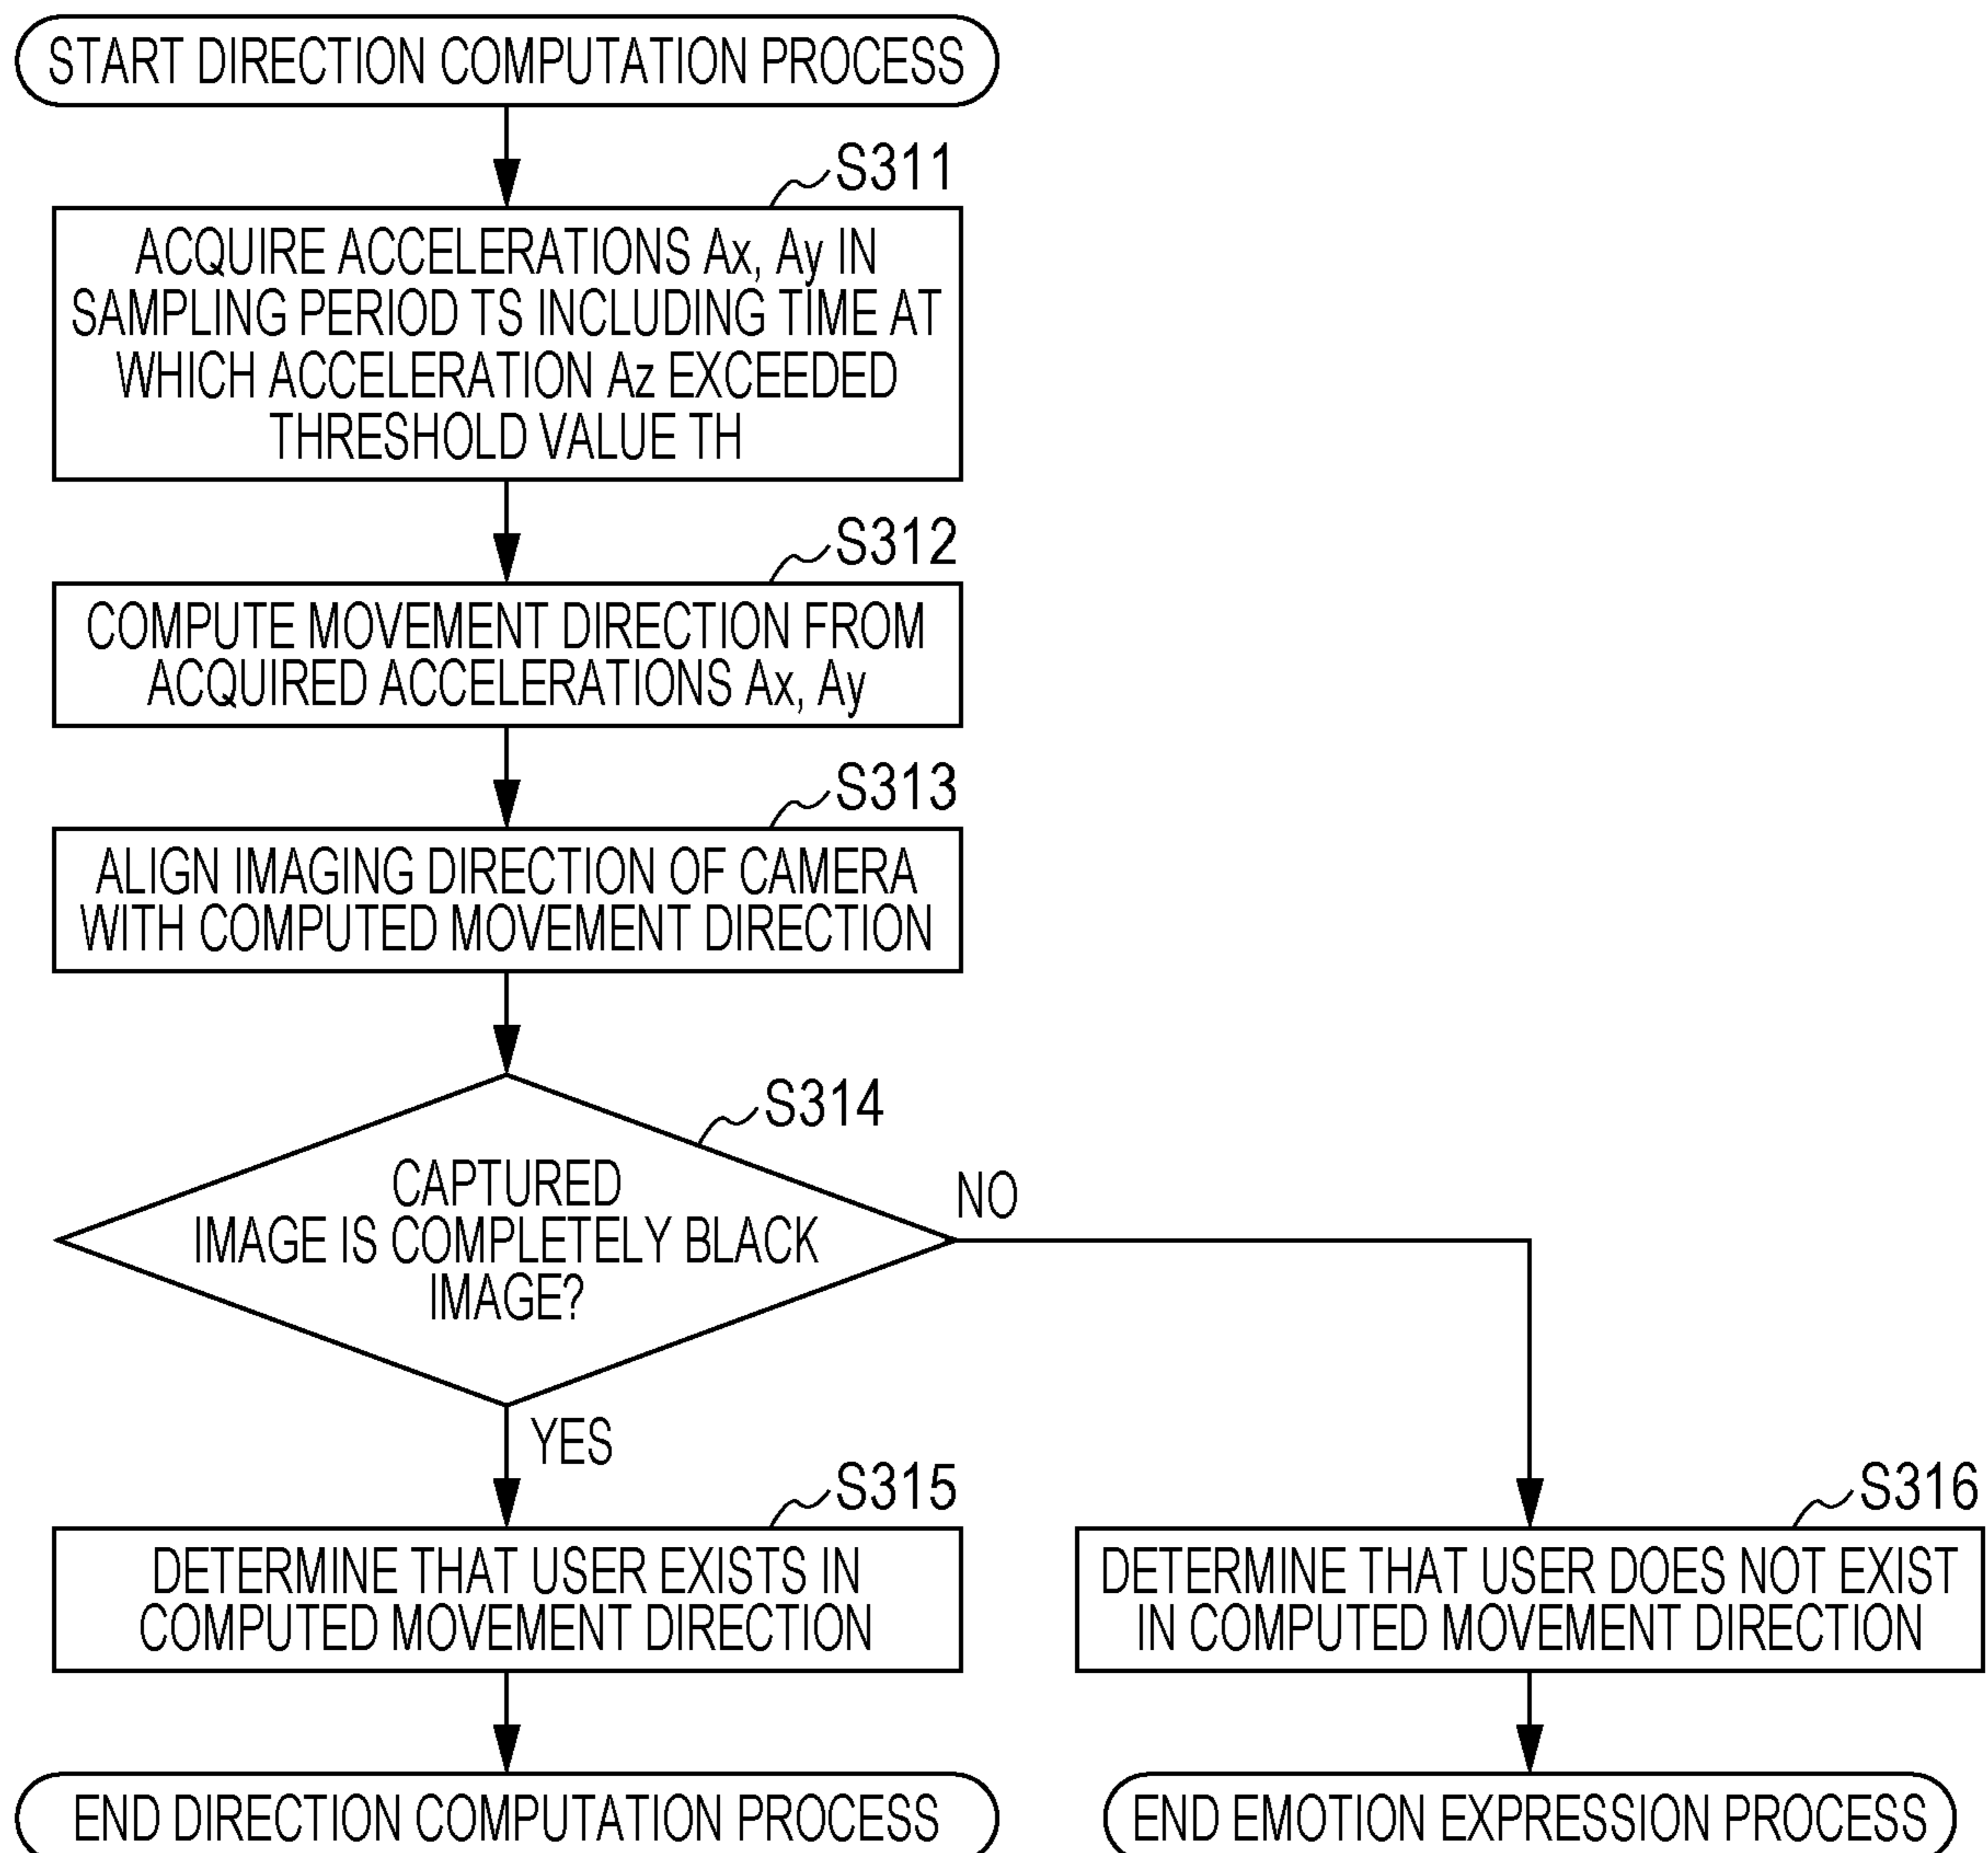 START DIRECTION COMPUTATION PROCESS
S311
ACQUIRE ACCELERATIONS Ax, Ay IN
SAMPLING PERIOD TS INCLUDING TIME AT
WHICH ACCELERATION Az EXCEEDED
THRESHOLD VALUE TH
S312
COMPUTE MOVEMENT DIRECTION FROM
ACQUIRED ACCELERATIONS Ax, Ay
S313
ALIGN IMAGING DIRECTION OF CAMERA
WITH COMPUTED MOVEMENT DIRECTION
S314
CAPTURED
IMAGE IS COMPLETELY BLACK
IMAGE?
NO
YES
S315
DETERMINE THAT USER EXISTS IN
COMPUTED MOVEMENT DIRECTION
S316
DETERMINE THAT USER DOES NOT EXIST
IN COMPUTED MOVEMENT DIRECTION
END DIRECTION COMPUTATION PROCESS
END EMOTION EXPRESSION PROCESS